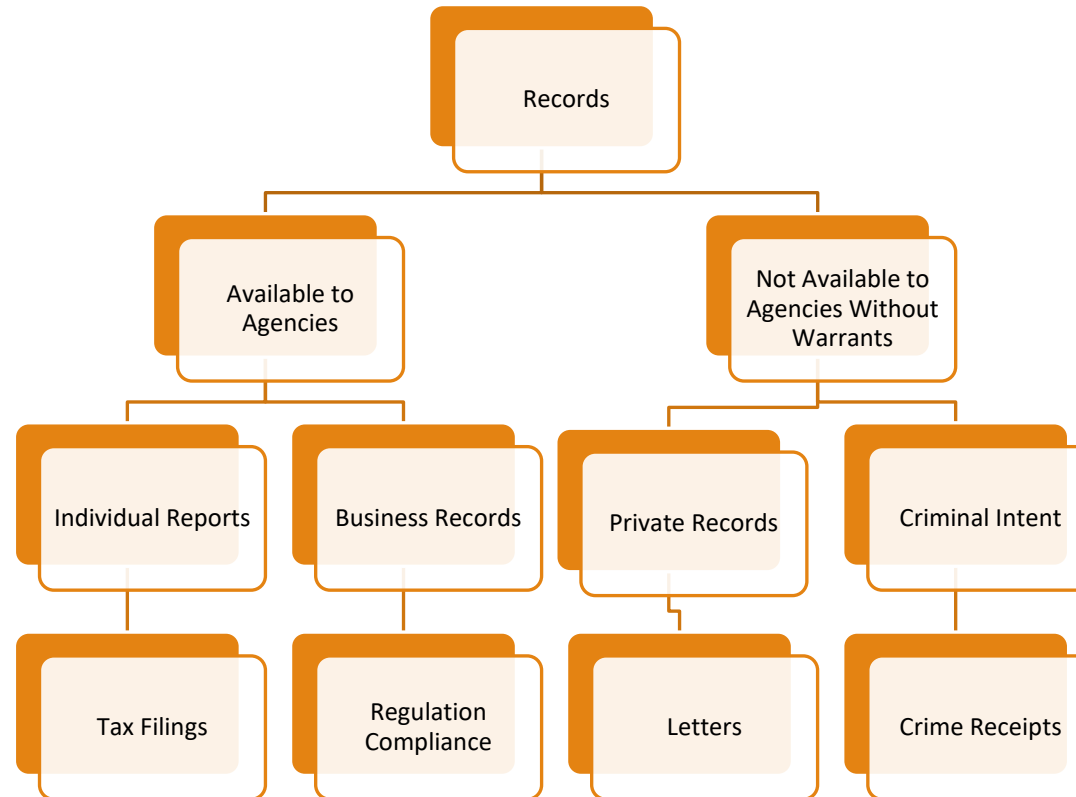 Records
Available to
Agencies
Not Available to
Agencies Without
Warrants
Individual Reports
Business Records
Private Records
Criminal Intent
Tax Filings
Regulation
Compliance
Letters
Crime Receipts